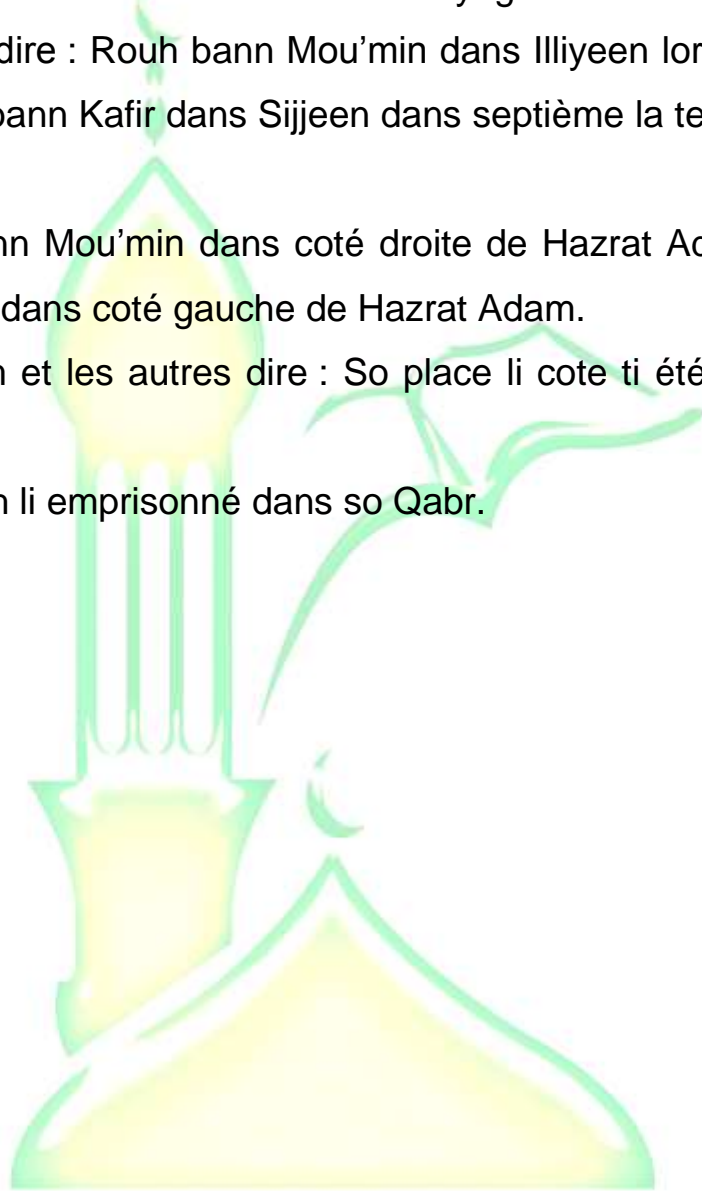 dire : Rouh bann Mou’min dans Illiyeen lor
bann Kafir dans Sijjeen dans septième la te
nn Mou’min dans coté droite de Hazrat Ad
dans coté gauche de Hazrat Adam.
n et les autres dire : So place li cote ti été
n li emprisonné dans so Qabr.